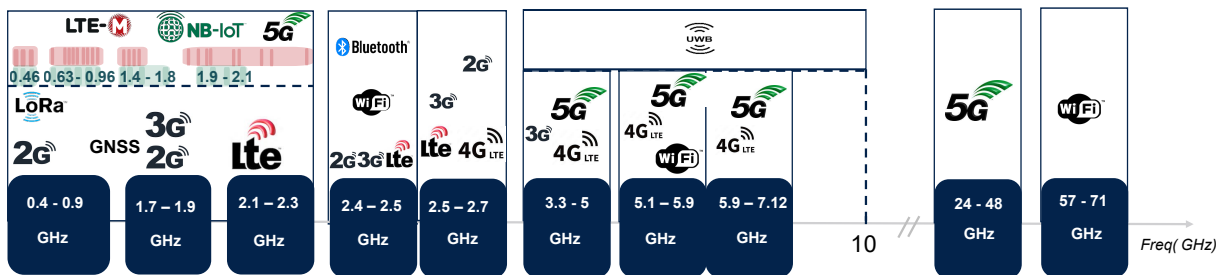 LTE-M NB-IoT 5G
0.46 0.63- 0.96 1.4 - 1.8 1.9 - 2.1
LoRa
2G
GNSS
3G
2G
Lte
0.4 - 0.9
GHz
1.7 – 1.9
GHz
2.1 – 2.3
GHz
Bluetooth®
WiFi™
2G 3G Lte
2.4 – 2.5
GHz
2G
3G
Lte 4G LTE
2.5 – 2.7
GHz
UWB
5G
3G
4G LTE
3.3 - 5
GHz
5G
4G LTE
WiFi™
5.1 – 5.9
GHz
5G
4G LTE
5.9 – 7.12
GHz
10
5G
24 - 48
GHz
WiFi™
57 - 71
GHz
Freq( GHz)